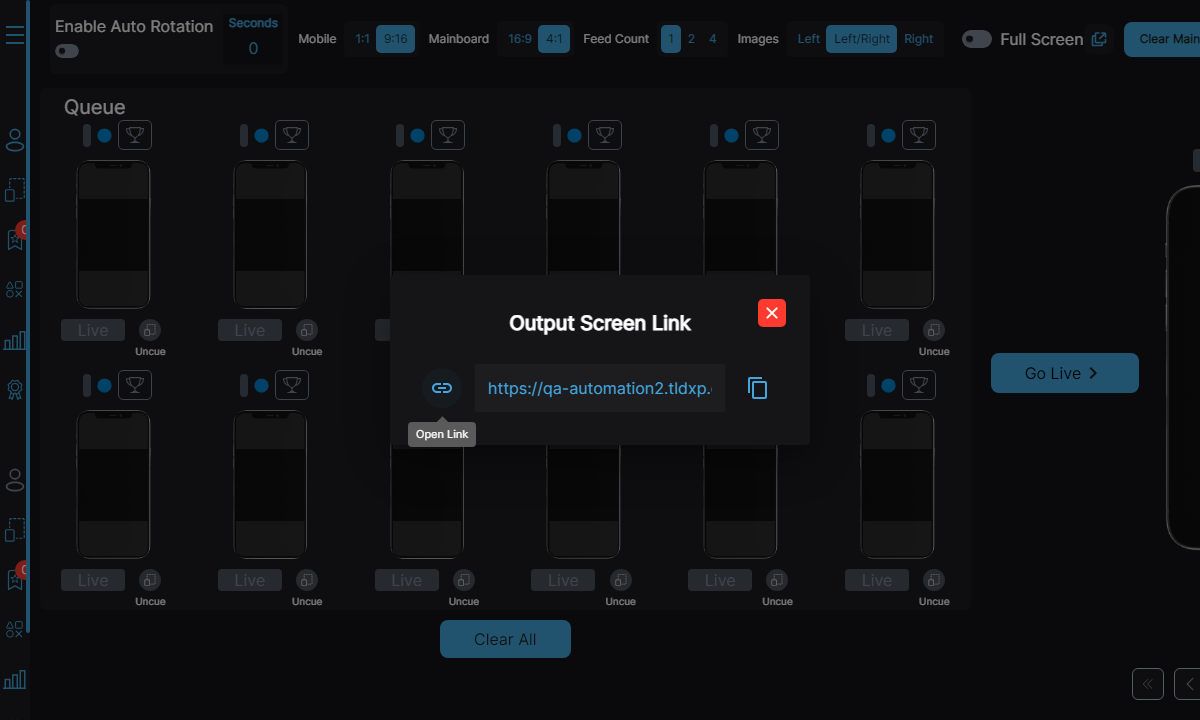 Enable Auto Rotation
Seconds
0
Mobile 1:1 9:16 Mainboard 16:9 4:1 Feed Count 1 2 4 Images Left Left/Right Right Full Screen Clear Main
Queue
Live Live Live
Uncue Uncue Uncue
Output Screen Link
https://qa-automation2.tldxp.
Open Link
Go Live
Live Live Live Live Live Live
Uncue Uncue Uncue Uncue Uncue Uncue
Clear All